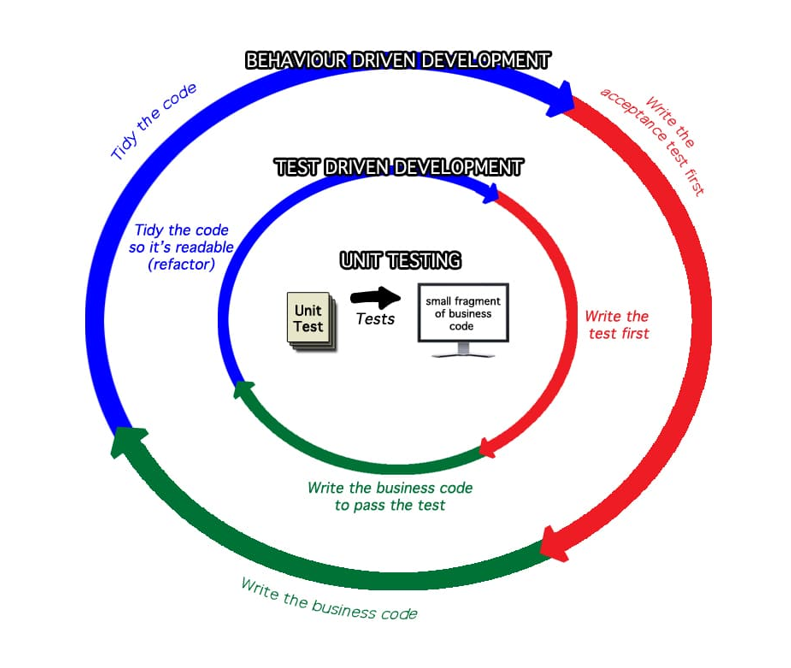 BEHAVIOUR DRIVEN DEVELOPMENT
Tidy the code
Write the
acceptance test first
TEST DRIVEN DEVELOPMENT
Tidy the code
so it's readable
(refactor)
UNIT TESTING
Unit
Test
Tests
small fragment
of business
code
Write the
test first
Write the business code
to pass the test
Write the business code